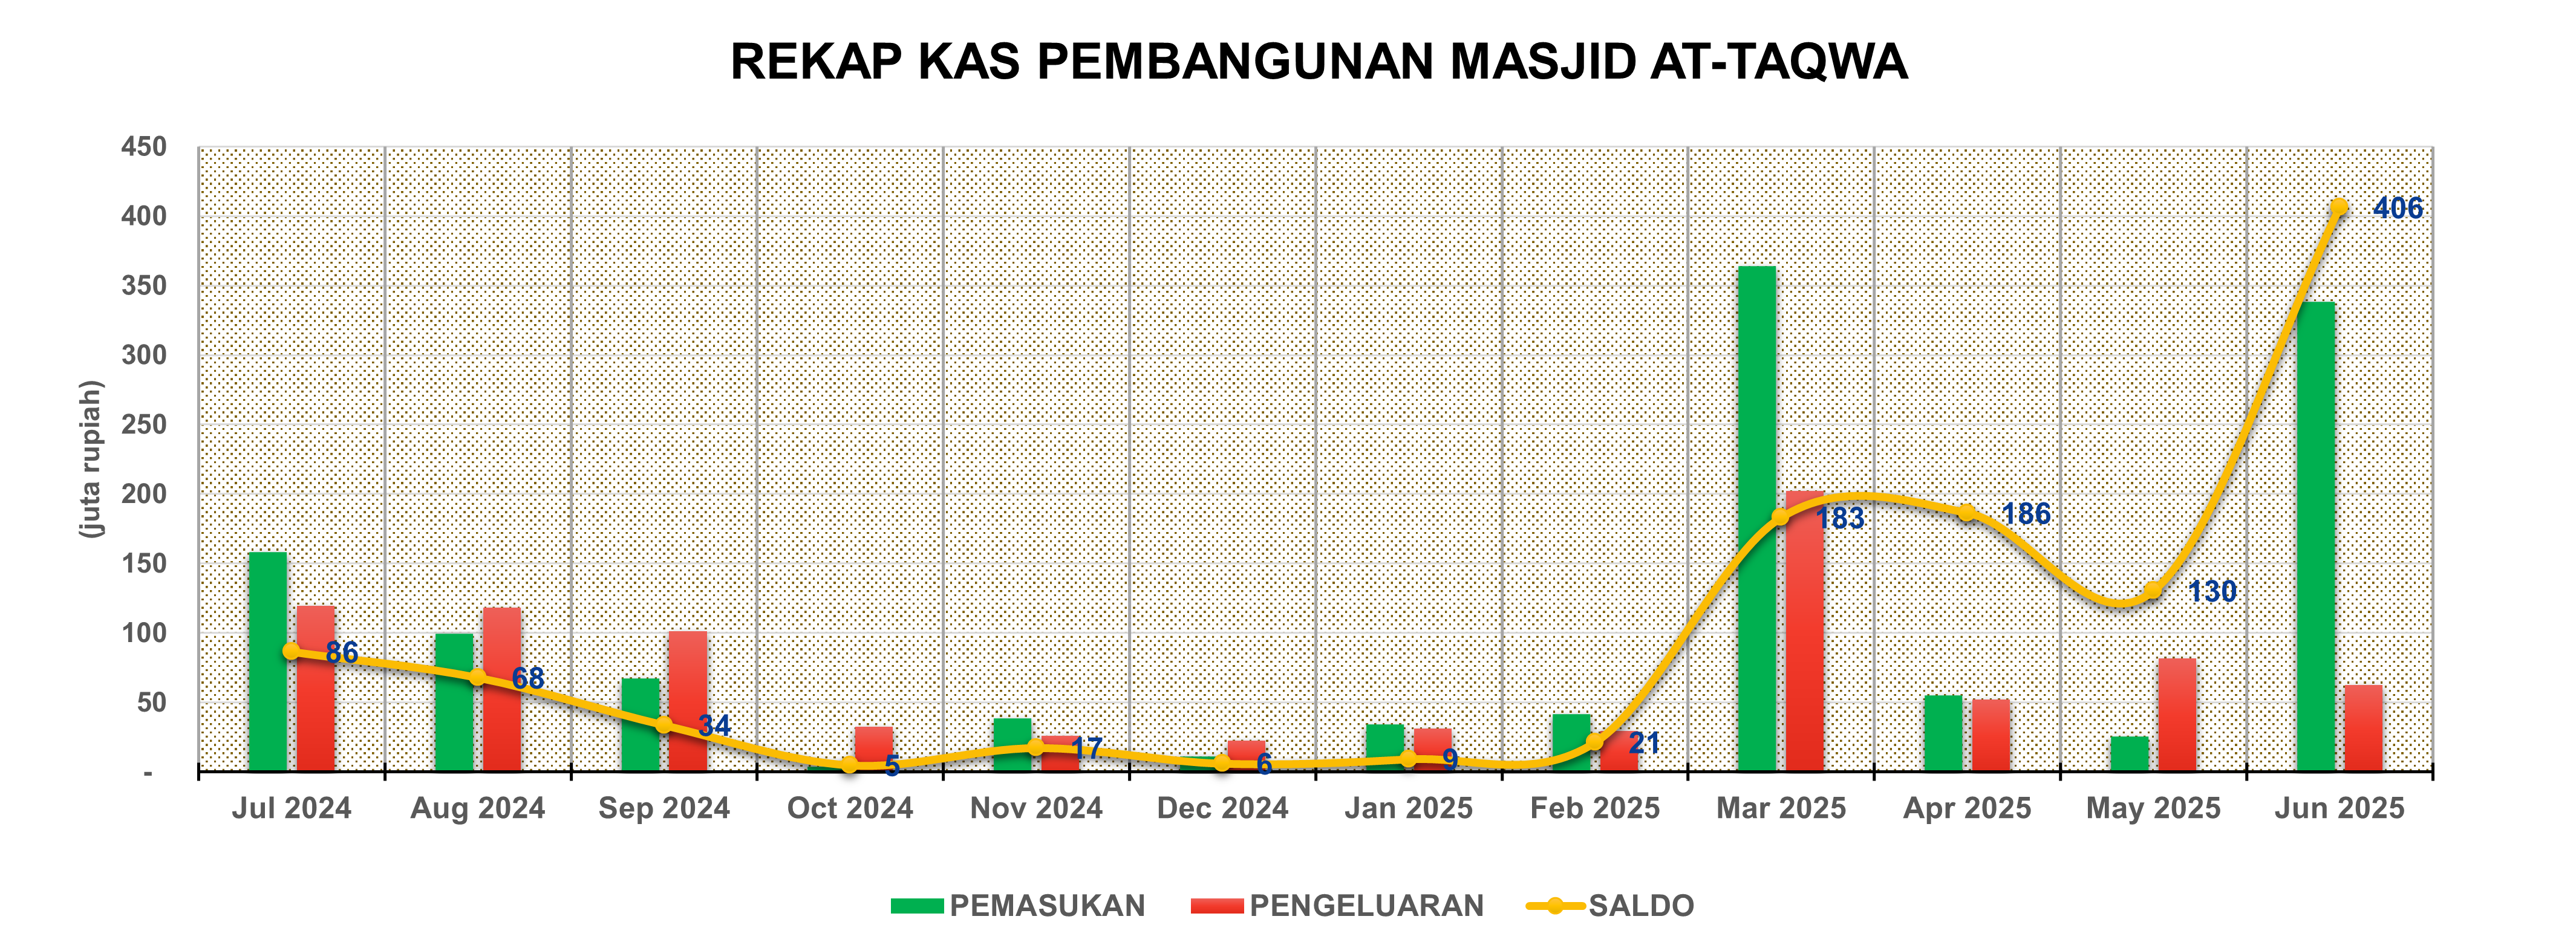 REKAP KAS PEMBANGUNAN MASJID AT-TAQWA
(juta rupiah)
450
400
350
300
250
200
150
100
50
-
86
68
34
5
17
6
9
21
183
186
130
406
Jul 2024
Aug 2024
Sep 2024
Oct 2024
Nov 2024
Dec 2024
Jan 2025
Feb 2025
Mar 2025
Apr 2025
May 2025
Jun 2025
PEMASUKAN
PENGELUARAN
SALDO